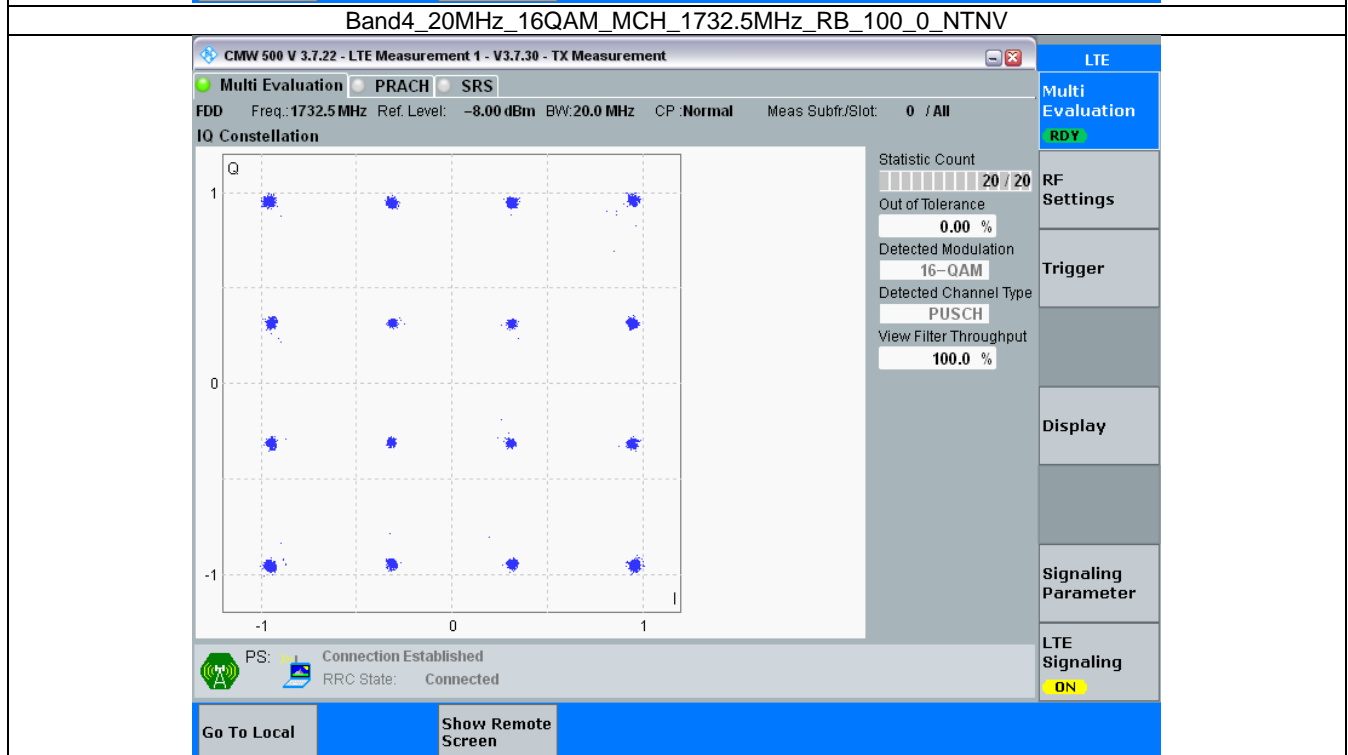 Band4_20MHz_16QAM_MCH_1732.5MHz_RB_100_0_NTNV
CMW 500 V 3.7.22 - LTE Measurement 1 - V3.7.30 - TX Measurement
LTE
Multi Evaluation PRACH SRS
FDD Freg.:1732.5 MHz Ref. Level: -8.00 dBm BW:20.0 MHz CP :Normal Meas Subfr./Slot: 0 / All
IQ Constellation
Multi
Evaluation
RDY
Q
1
0
-1
-1 0 1
I
Statistic Count
20 / 20
Out of Tolerance
0.00 %
Detected Modulation
16-QAM
Detected Channel Type
PUSCH
View Filter Throughput
100.0 %
RF
Settings
Trigger
Display
Signaling
Parameter
LTE
Signaling
ON
PS: Connection Established
RRC State: Connected
Go To Local
Show Remote
Screen